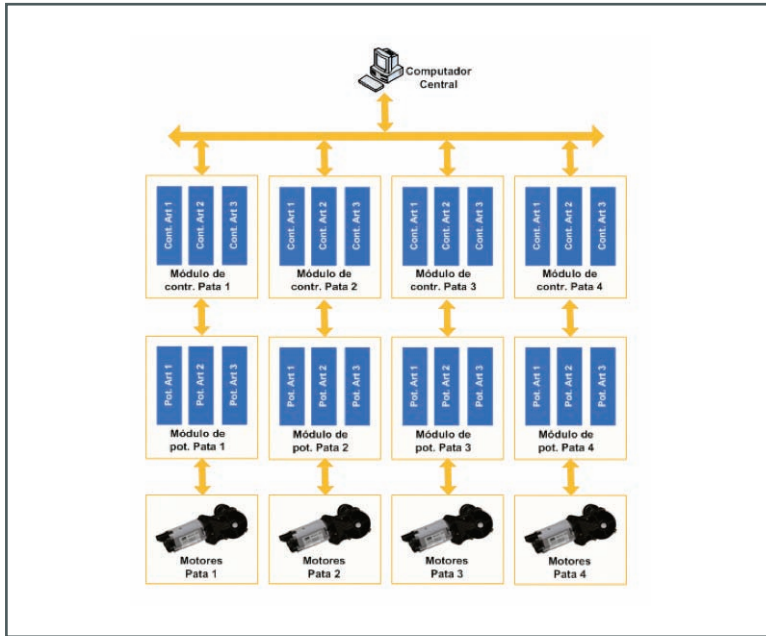 Computador
Central
Cont. Art 1
Cont. Art 2
Cont. Art 3
Módulo de
contr. Pata 1
Cont. Art 1
Cont. Art 2
Cont. Art 3
Módulo de
contr. Pata 2
Cont. Art 1
Cont. Art 2
Cont. Art 3
Módulo de
contr. Pata 3
Cont. Art 1
Cont. Art 2
Cont. Art 3
Módulo de
contr. Pata 4
Pot. Art 1
Pot. Art 2
Pot. Art 3
Módulo de
pot. Pata 1
Pot. Art 1
Pot. Art 2
Pot. Art 3
Módulo de
pot. Pata 2
Pot. Art 1
Pot. Art 2
Pot. Art 3
Módulo de
pot. Pata 3
Pot. Art 1
Pot. Art 2
Pot. Art 3
Módulo de
pot. Pata 4
Motores
Pata 1
Motores
Pata 2
Motores
Pata 3
Motores
Pata 4